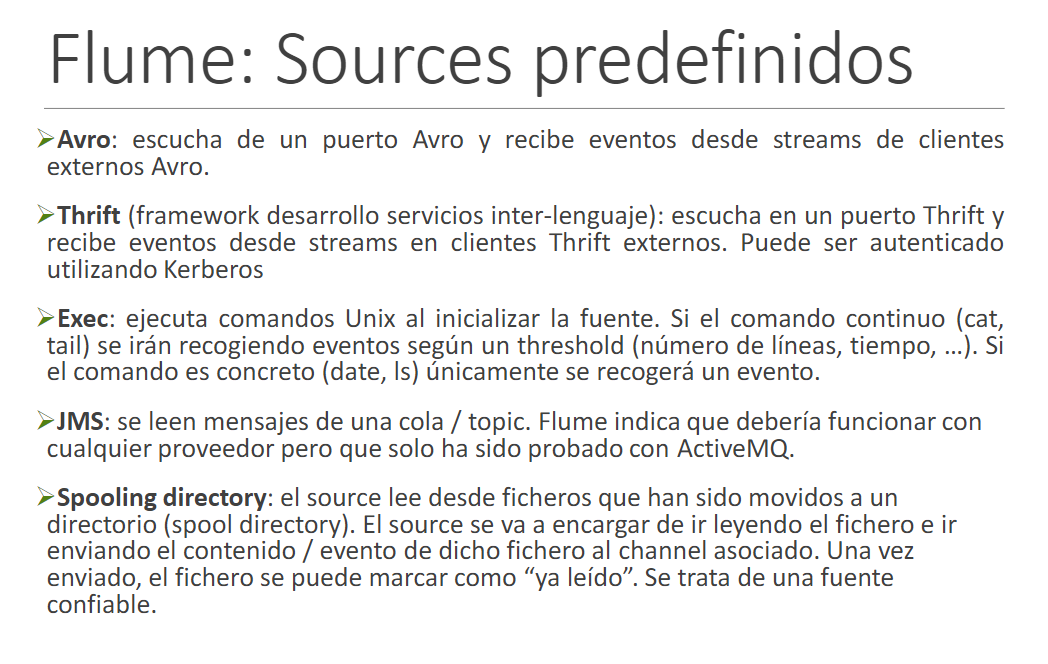 Flume: Sources predefinidos
Avro: escucha de un puerto Avro y recibe eventos desde streams de clientes
externos Avro.
Thrift (framework desarrollo servicios inter-lenguaje): escucha en un puerto Thrift y
recibe eventos desde streams en clientes Thrift externos. Puede ser autenticado
utilizando Kerberos
Exec: ejecuta comandos Unix al inicializar la fuente. Si el comando continuo (cat,
tail) se irán recogiendo eventos según un threshold (número de líneas, tiempo, …). Si
el comando es concreto (date, ls) únicamente se recogerá un evento.
JMS: se leen mensajes de una cola / topic. Flume indica que debería funcionar con
cualquier proveedor pero que solo ha sido probado con ActiveMQ.
Spooling directory: el source lee desde ficheros que han sido movidos a un
directorio (spool directory). El source se va a encargar de ir leyendo el fichero e ir
enviando el contenido / evento de dicho fichero al channel asociado. Una vez
enviado, el fichero se puede marcar como “ya leído”. Se trata de una fuente
confiable.